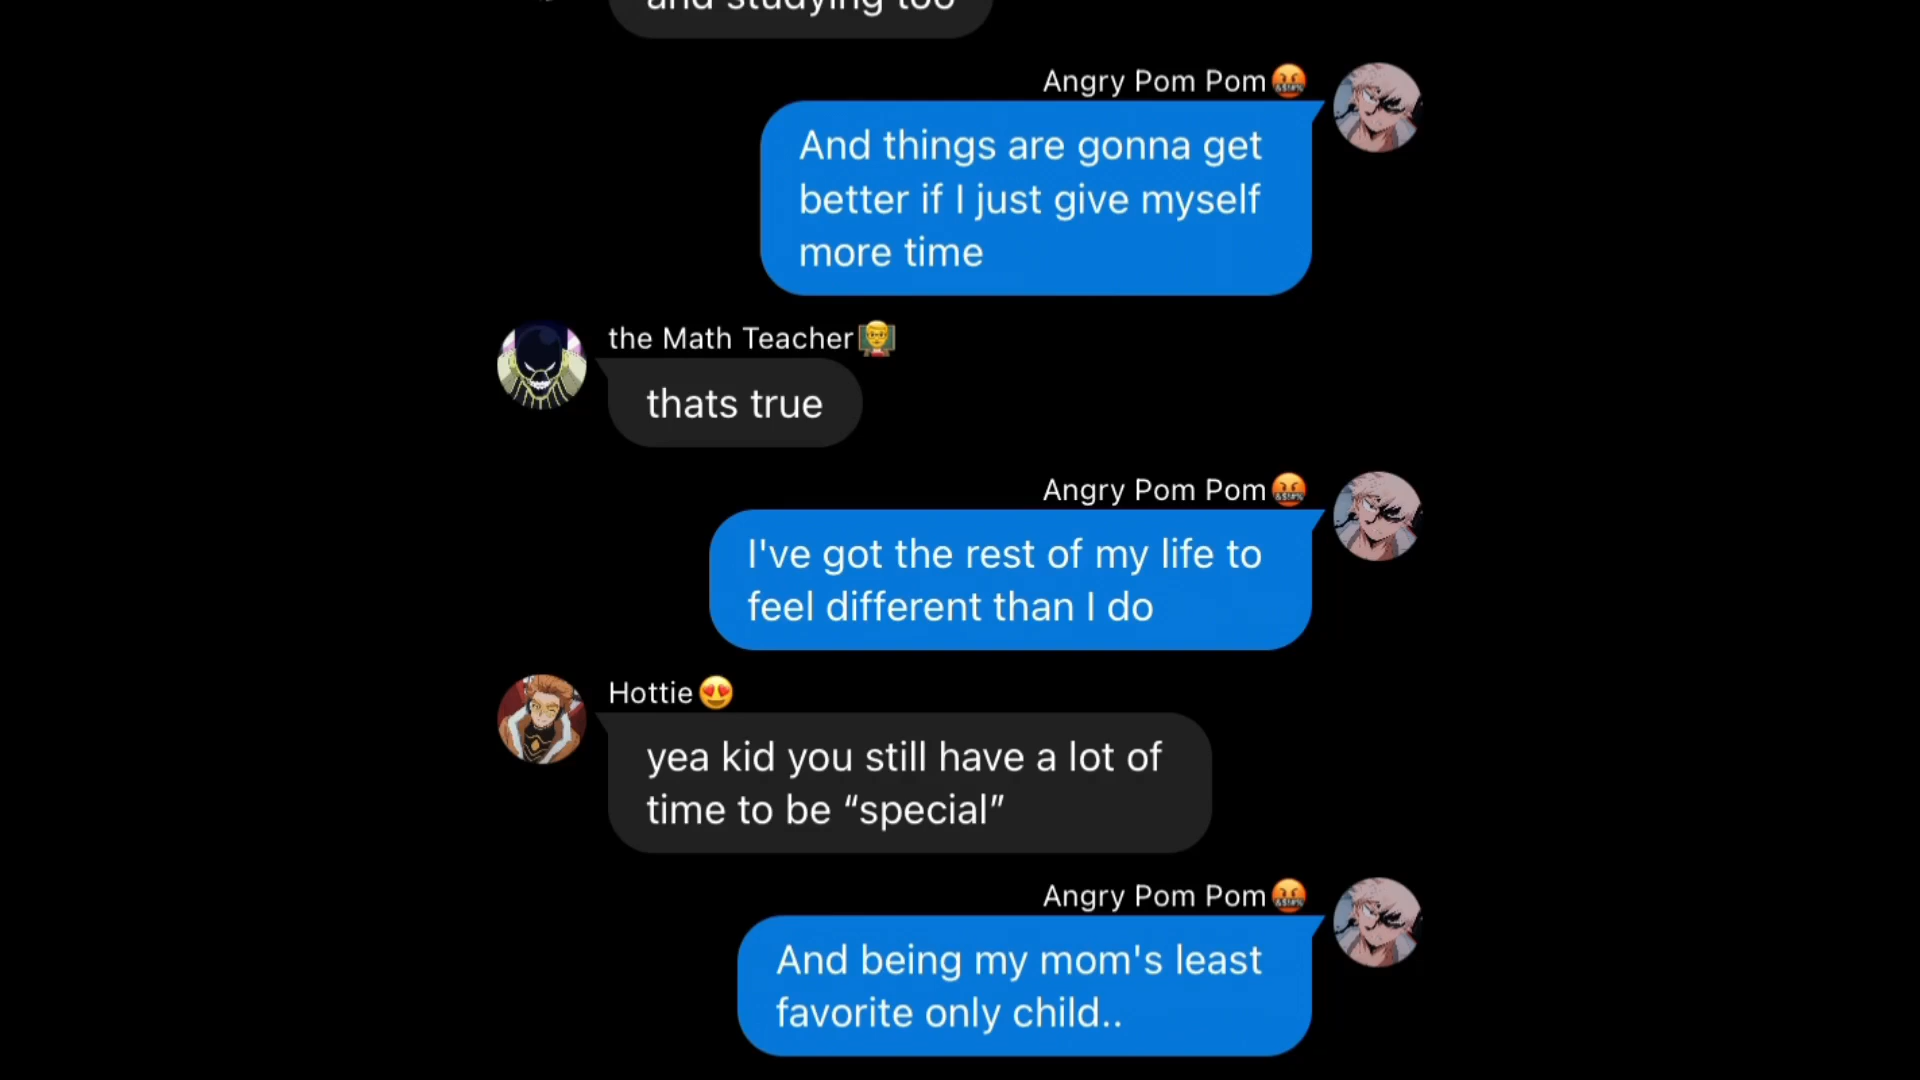 and studying too
Angry Pom Pom🤬
And things are gonna get
better if I just give myself
more time
the Math Teacher👨‍🏫
thats true
Angry Pom Pom🤬
I've got the rest of my life to
feel different than I do
Hottie😍
yea kid you still have a lot of
time to be “special”
Angry Pom Pom🤬
And being my mom's least
favorite only child..